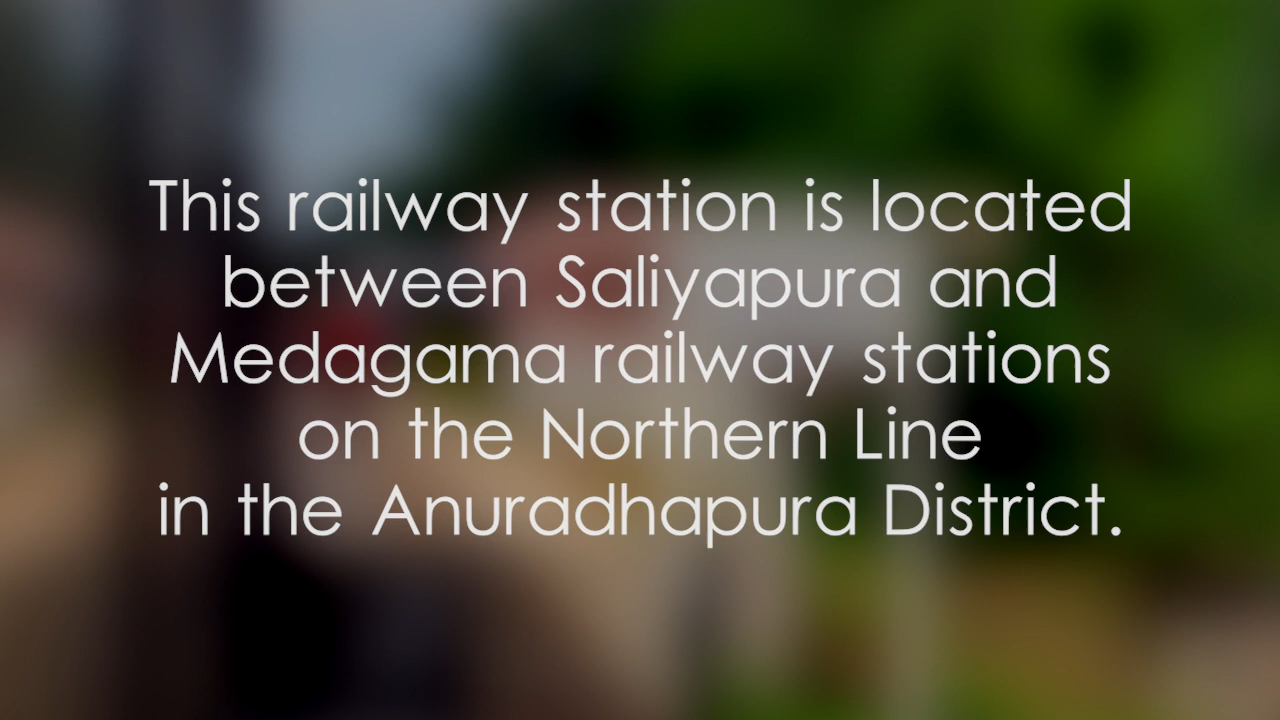 This railway station is located
between Saliyapura and
Medagama railway stations
on the Northern Line
in the Anuradhapura District.